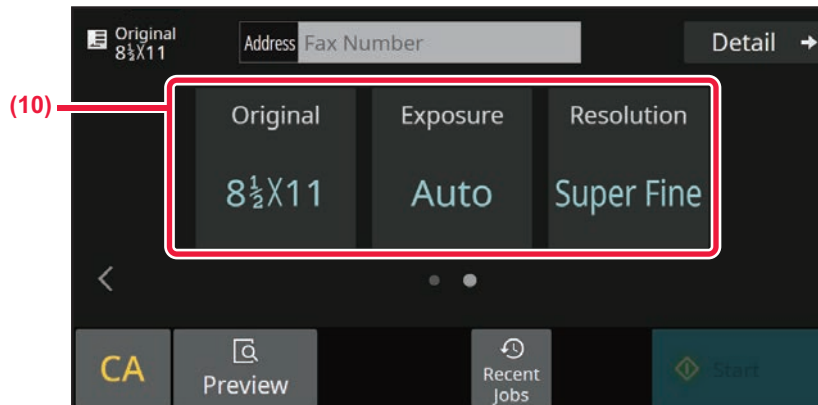 Original
8½X11
Address Fax Number
Detail
(10)
Original
Exposure
Resolution
8½X11
Auto
Super Fine
CA
Preview
Recent
Jobs
Start